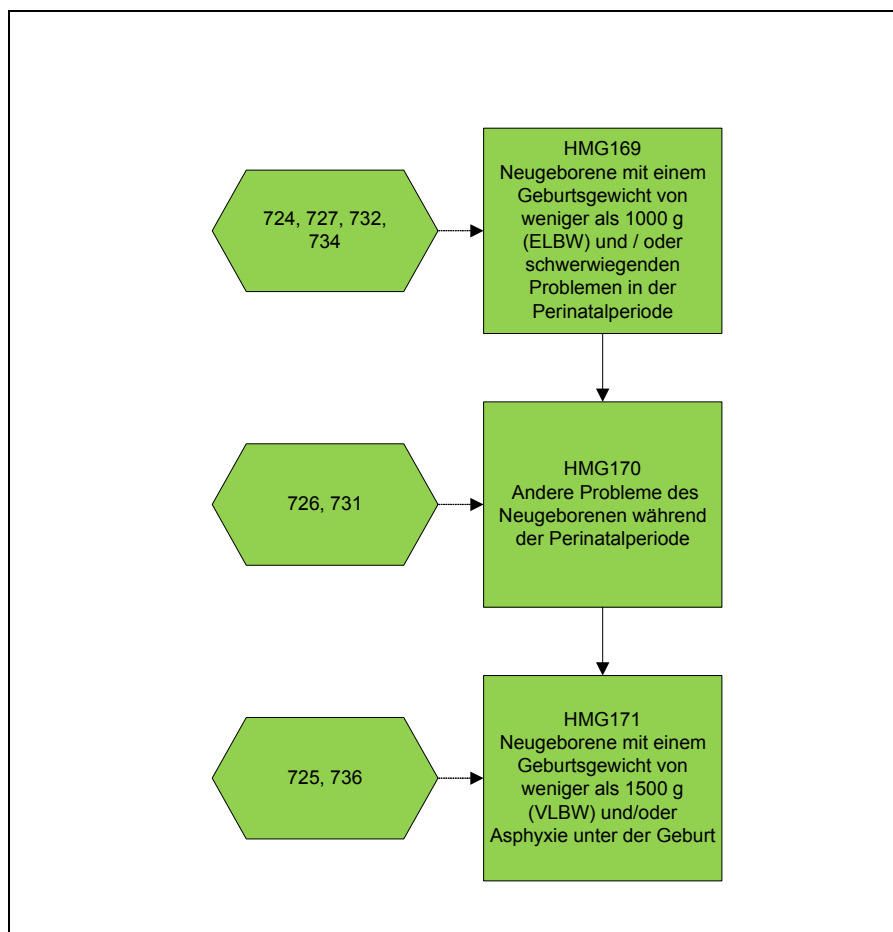 724, 727, 732,
734
HMG169
Neugeborene mit einem
Geburtsgewicht von
weniger als 1000 g
(ELBW) und / oder
schwerwiegenden
Problemen in der
Perinatalperiode
726, 731
HMG170
Andere Probleme des
Neugeborenen während
der Perinatalperiode
725, 736
HMG171
Neugeborene mit einem
Geburtsgewicht von
weniger als 1500 g
(VLBW) und/oder
Asphyxie unter der Geburt